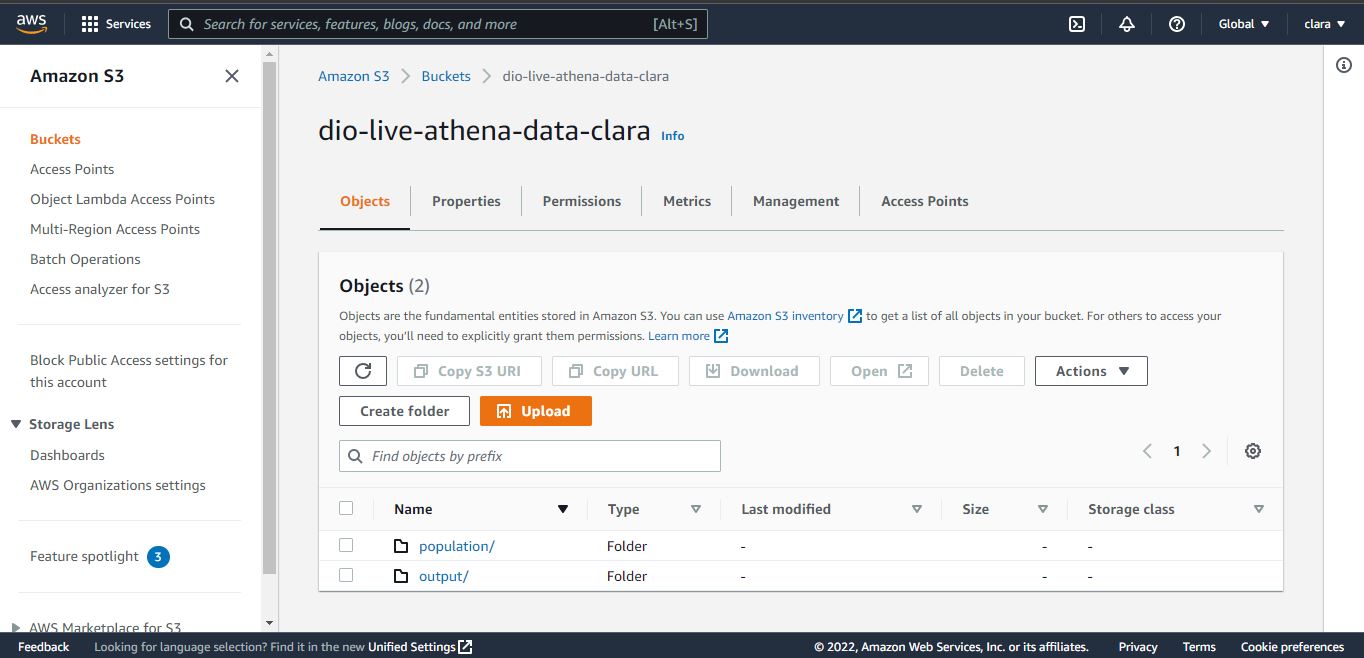 aws
Services
Search for services, features, blogs, docs, and more [Alt+S]
Global
clara
Amazon S3
Buckets
Access Points
Object Lambda Access Points
Multi-Region Access Points
Batch Operations
Access analyzer for S3
Block Public Access settings for
this account
Storage Lens
Dashboards
AWS Organizations settings
Feature spotlight 3
AWS Marketplace for S3
Amazon S3 Buckets dio-live-athena-data-clara
dio-live-athena-data-clara Info
Objects Properties Permissions Metrics Management Access Points
Objects (2)
Objects are the fundamental entities stored in Amazon S3. You can use Amazon S3 inventory to get a list of all objects in your bucket. For others to access your
objects, you'll need to explicitly grant them permissions. Learn more
Copy S3 URI Copy URL Download Open Delete Actions
Create folder Upload
Find objects by prefix
1
Name Type Last modified Size Storage class
population/ Folder - - -
output/ Folder - - -
Feedback Looking for language selection? Find it in the new Unified Settings © 2022, Amazon Web Services, Inc. or its affiliates. Privacy Terms Cookie preferences